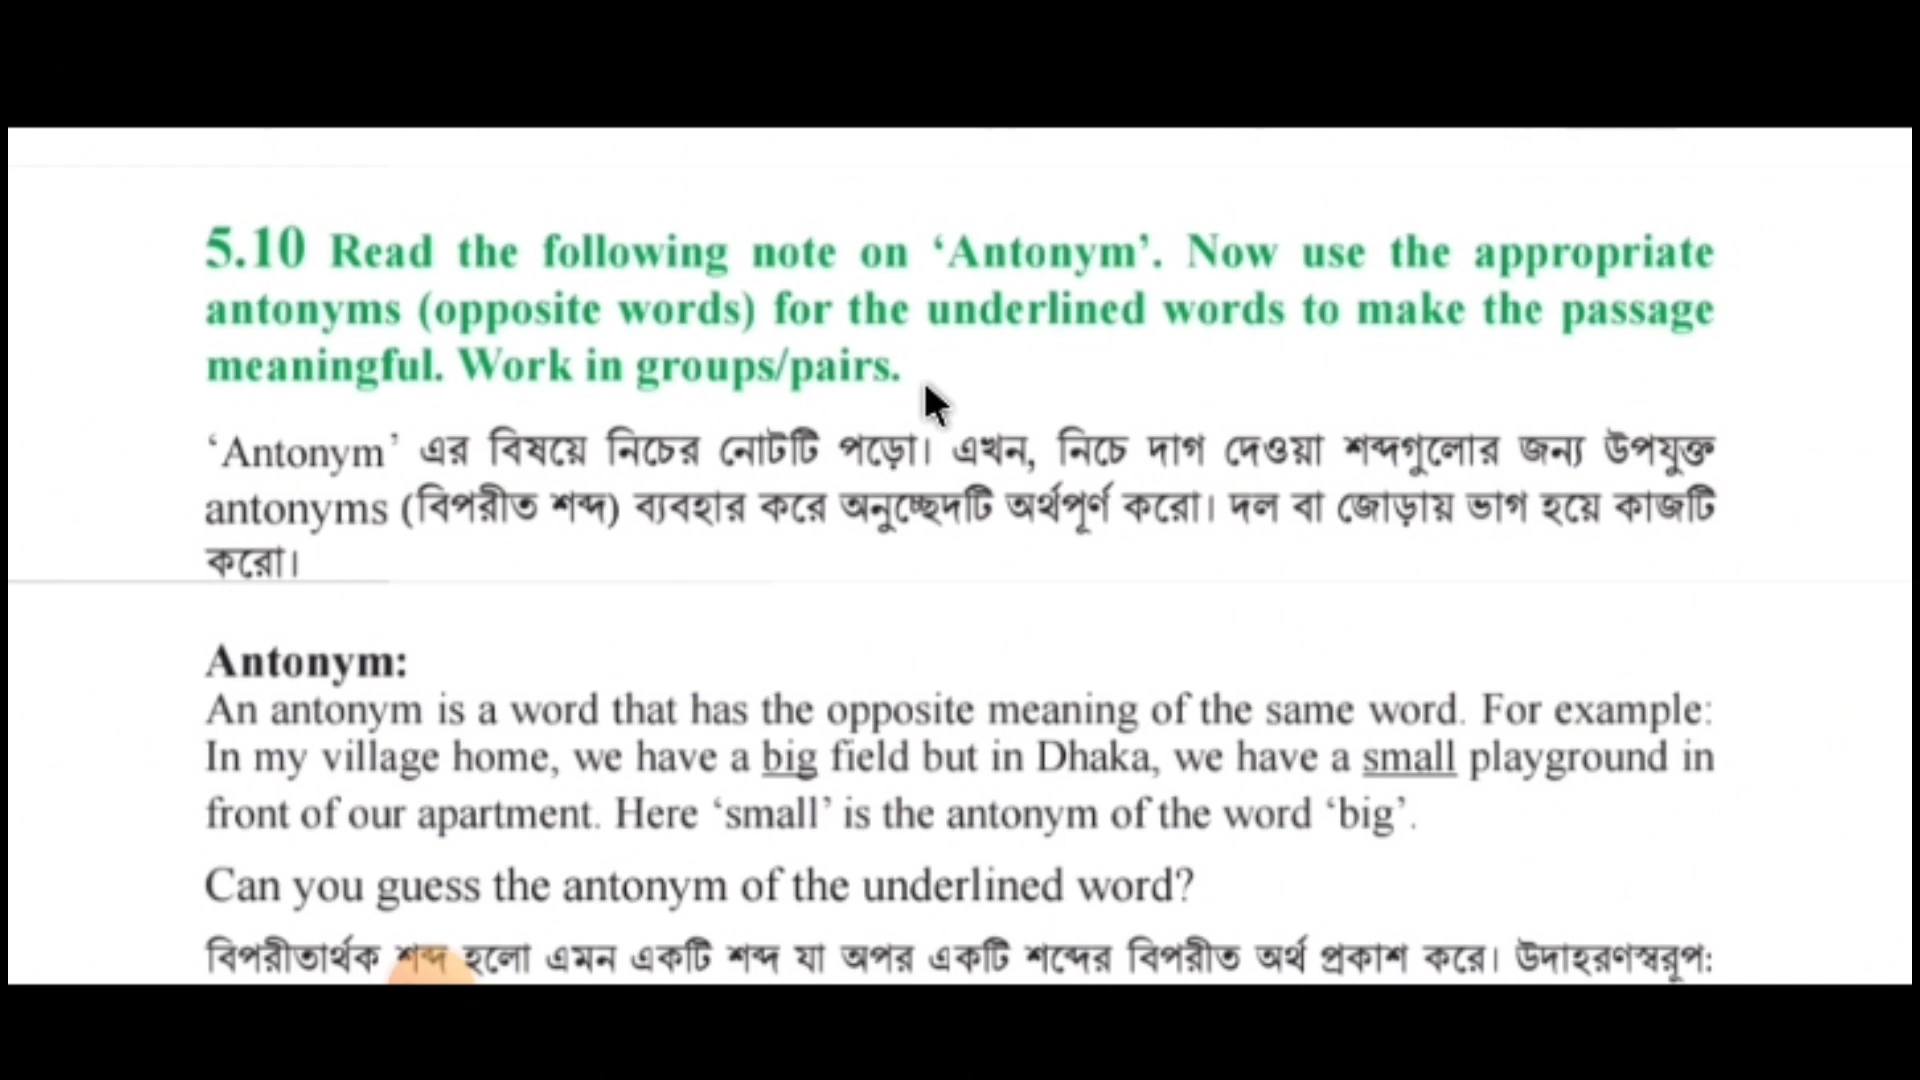 5.10 Read the following note on ‘Antonym’. Now use the appropriate
antonyms (opposite words) for the underlined words to make the passage
meaningful. Work in groups/pairs.
‘Antonym’ এর বিষয়ে নিচের নোটটি পড়ো। এখন, নিচে দাগ দেওয়া শব্দগুলোর জন্য উপযুক্ত
antonyms (বিপরীত শব্দ) ব্যবহার করে অনুচ্ছেদটি অর্থপূর্ণ করো। দল বা জোড়ায় ভাগ হয়ে কাজটি
করো।
Antonym:
An antonym is a word that has the opposite meaning of the same word. For example:
In my village home, we have a big field but in Dhaka, we have a small playground in
front of our apartment. Here ‘small’ is the antonym of the word ‘big’.
Can you guess the antonym of the underlined word?
বিপরীতার্থক শব্দ হলো এমন একটি শব্দ যা অপর একটি শব্দের বিপরীত অর্থ প্রকাশ করে। উদাহরণস্বরূপ: